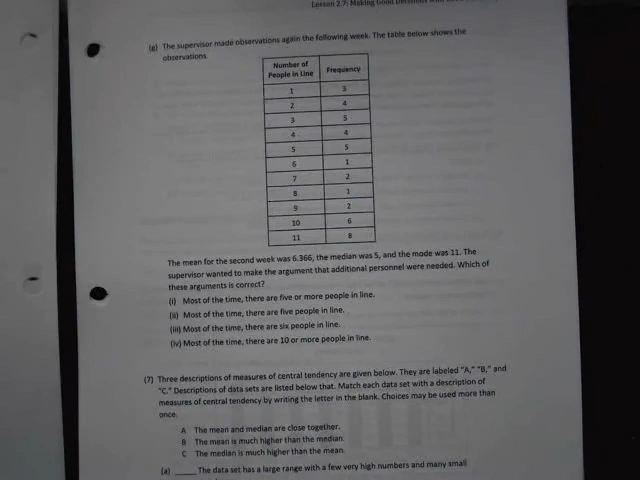 Lesson 2.7: Making Good Decisions
(g) The supervisor made observations again the following week. The table below shows the
observations.
Number of People in Line Frequency
1 3
2 4
3 5
4 4
5 5
6 1
7 2
8 1
9 2
10 6
11 8
The mean for the second week was 6.366, the median was 5, and the mode was 11. The
supervisor wanted to make the argument that additional personnel were needed. Which of
these arguments is correct?
(i) Most of the time, there are five or more people in line.
(ii) Most of the time, there are five people in line.
(iii) Most of the time, there are six people in line.
(iv) Most of the time, there are 10 or more people in line.
(7) Three descriptions of measures of central tendency are given below. They are labeled "A," "B," and
"C." Descriptions of data sets are listed below that. Match each data set with a description of
measures of central tendency by writing the letter in the blank. Choices may be used more than
once.
A The mean and median are close together.
B The mean is much higher than the median.
C The median is much higher than the mean.
(a) _____ The data set has a large range with a few very high numbers and many small